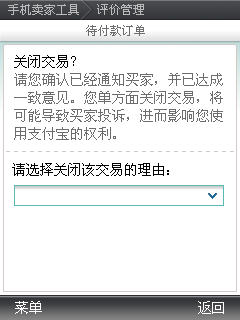 手机卖家工具 评价管理
待付款订单
关闭交易?
请您确认已经通知买家，并已达成
一致意见。您单方面关闭交易，将
可能导致买家投诉，进而影响您使
用支付宝的权利。
请选择关闭该交易的理由：
菜单 返回